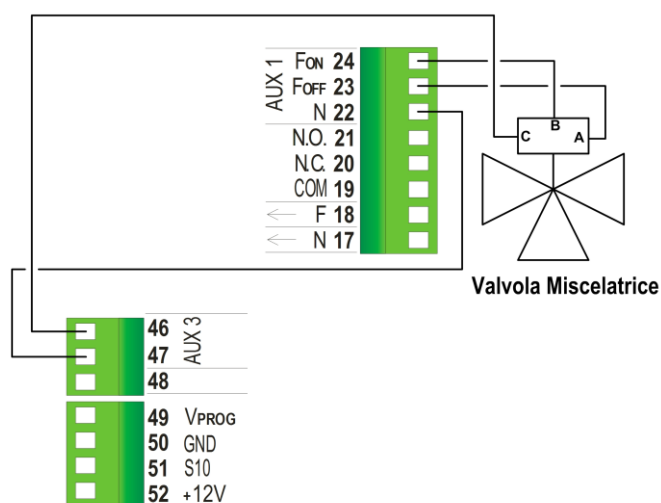 AUX 1
FON 24
FOFF 23
N 22
N.O. 21
N.C. 20
COM 19
← F 18
← N 17
B
C A
Valvola Miscelatrice
46
AUX 3
47
48
49 VPROG
50 GND
51 S10
52 +12V